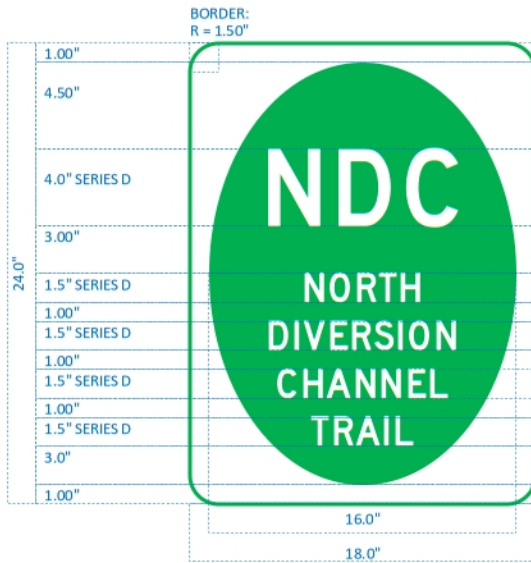 BORDER:
R = 1.50"
1.00"
4.50"
4.0" SERIES D
3.00"
24.0"
1.5" SERIES D
1.00"
1.5" SERIES D
1.00"
1.5" SERIES D
1.00"
1.5" SERIES D
3.0"
1.00"
NDC
NORTH
DIVERSION
CHANNEL
TRAIL
16.0"
18.0"